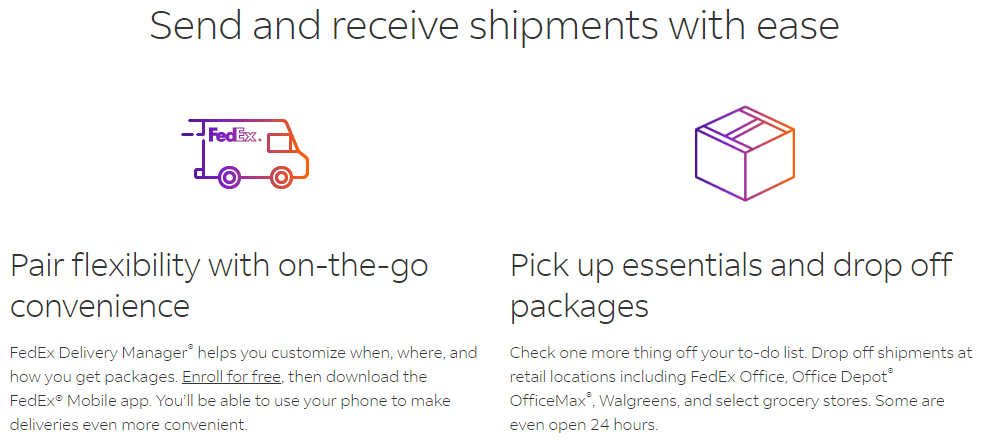 Send and receive shipments with ease
FedEx.
Pair flexibility with on-the-go
convenience
FedEx Delivery Manager® helps you customize when, where, and
how you get packages. Enroll for free, then download the
FedEx® Mobile app. You'll be able to use your phone to make
deliveries even more convenient.
Pick up essentials and drop off
packages
Check one more thing off your to-do list. Drop off shipments at
retail locations including FedEx Office, Office Depot®
OfficeMax®, Walgreens, and select grocery stores. Some are
even open 24 hours.